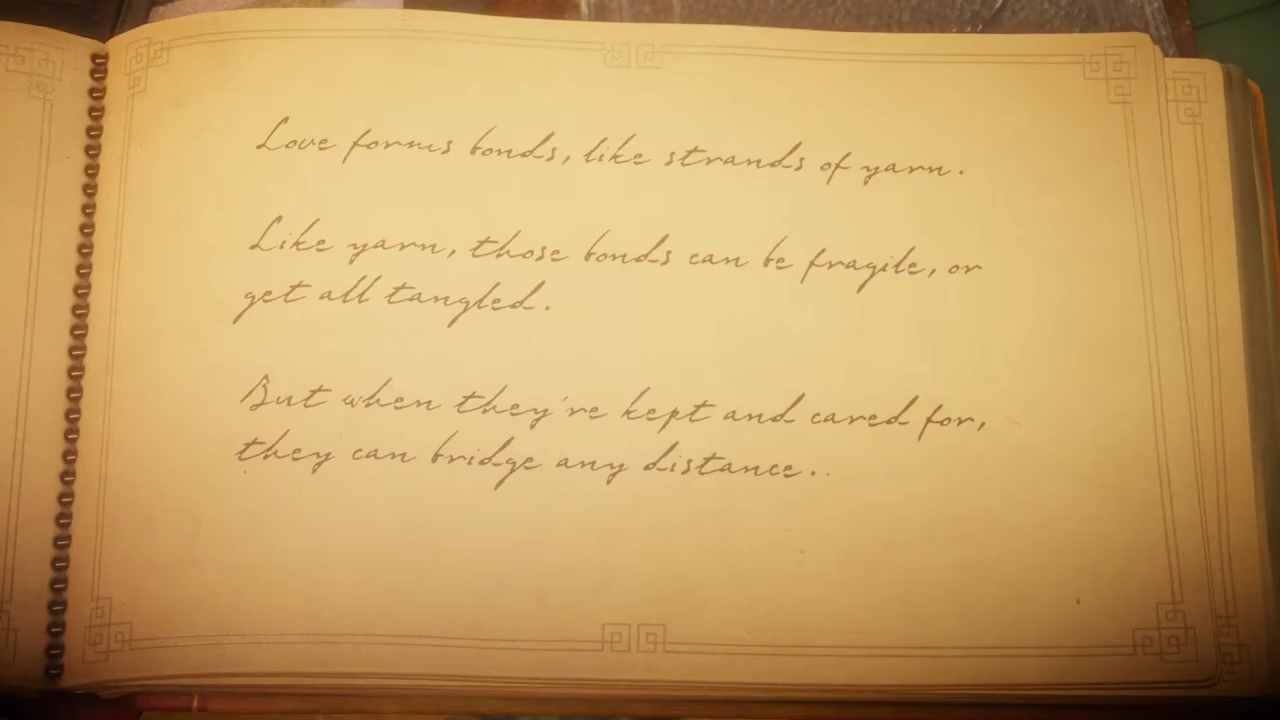 Love forms bonds, like strands of yarn.
Like yarn, those bonds can be fragile, or
get all tangled.
But when they're kept and cared for,
they can bridge any distance..